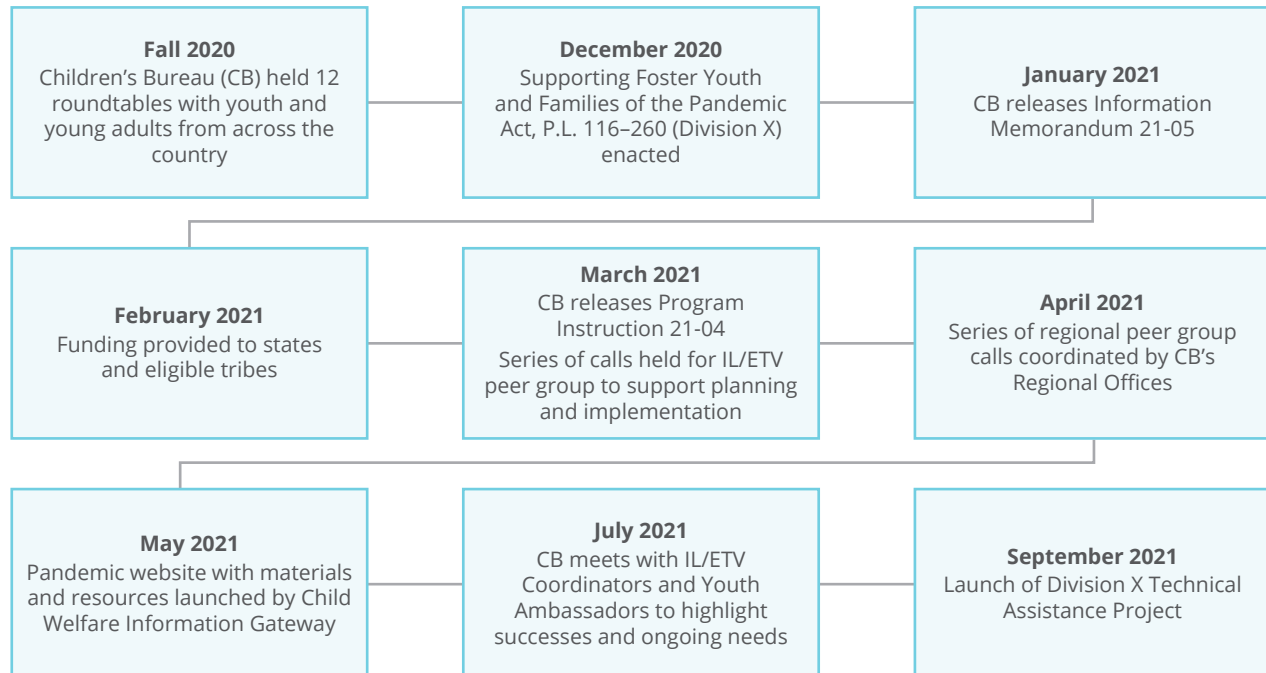 Fall 2020
Children’s Bureau (CB) held 12
roundtables with youth and
young adults from across the
country
December 2020
Supporting Foster Youth
and Families of the Pandemic
Act, P.L. 116–260 (Division X)
enacted
January 2021
CB releases Information
Memorandum 21-05
February 2021
Funding provided to states
and eligible tribes
March 2021
CB releases Program
Instruction 21-04
Series of calls held for IL/ETV
peer group to support planning
and implementation
April 2021
Series of regional peer group
calls coordinated by CB’s
Regional Offices
May 2021
Pandemic website with materials
and resources launched by Child
Welfare Information Gateway
July 2021
CB meets with IL/ETV
Coordinators and Youth
Ambassadors to highlight
successes and ongoing needs
September 2021
Launch of Division X Technical
Assistance Project